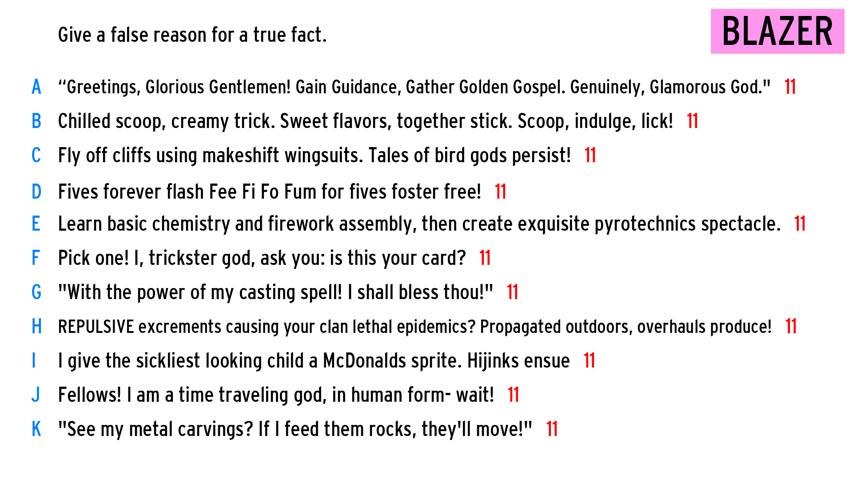 Give a false reason for a true fact.
BLAZER
A "Greetings, Glorious Gentlemen! Gain Guidance, Gather Golden Gospel. Genuinely, Glamorous God." 11
B Chilled scoop, creamy trick. Sweet flavors, together stick. Scoop, indulge, lick! 11
C Fly off cliffs using makeshift wingsuits. Tales of bird gods persist! 11
D Fives forever flash Fee Fi Fo Fum for fives foster free! 11
E Learn basic chemistry and firework assembly, then create exquisite pyrotechnics spectacle. 11
F Pick one! I, trickster god, ask you: is this your card? 11
G "With the power of my casting spell! I shall bless thou!" 11
H REPULSIVE excrements causing your clan lethal epidemics? Propagated outdoors, overhauls produce! 11
I I give the sickliest looking child a McDonalds sprite. Hijinks ensue 11
J Fellows! I am a time traveling god, in human form- wait! 11
K "See my metal carvings? If I feed them rocks, they'll move!" 11